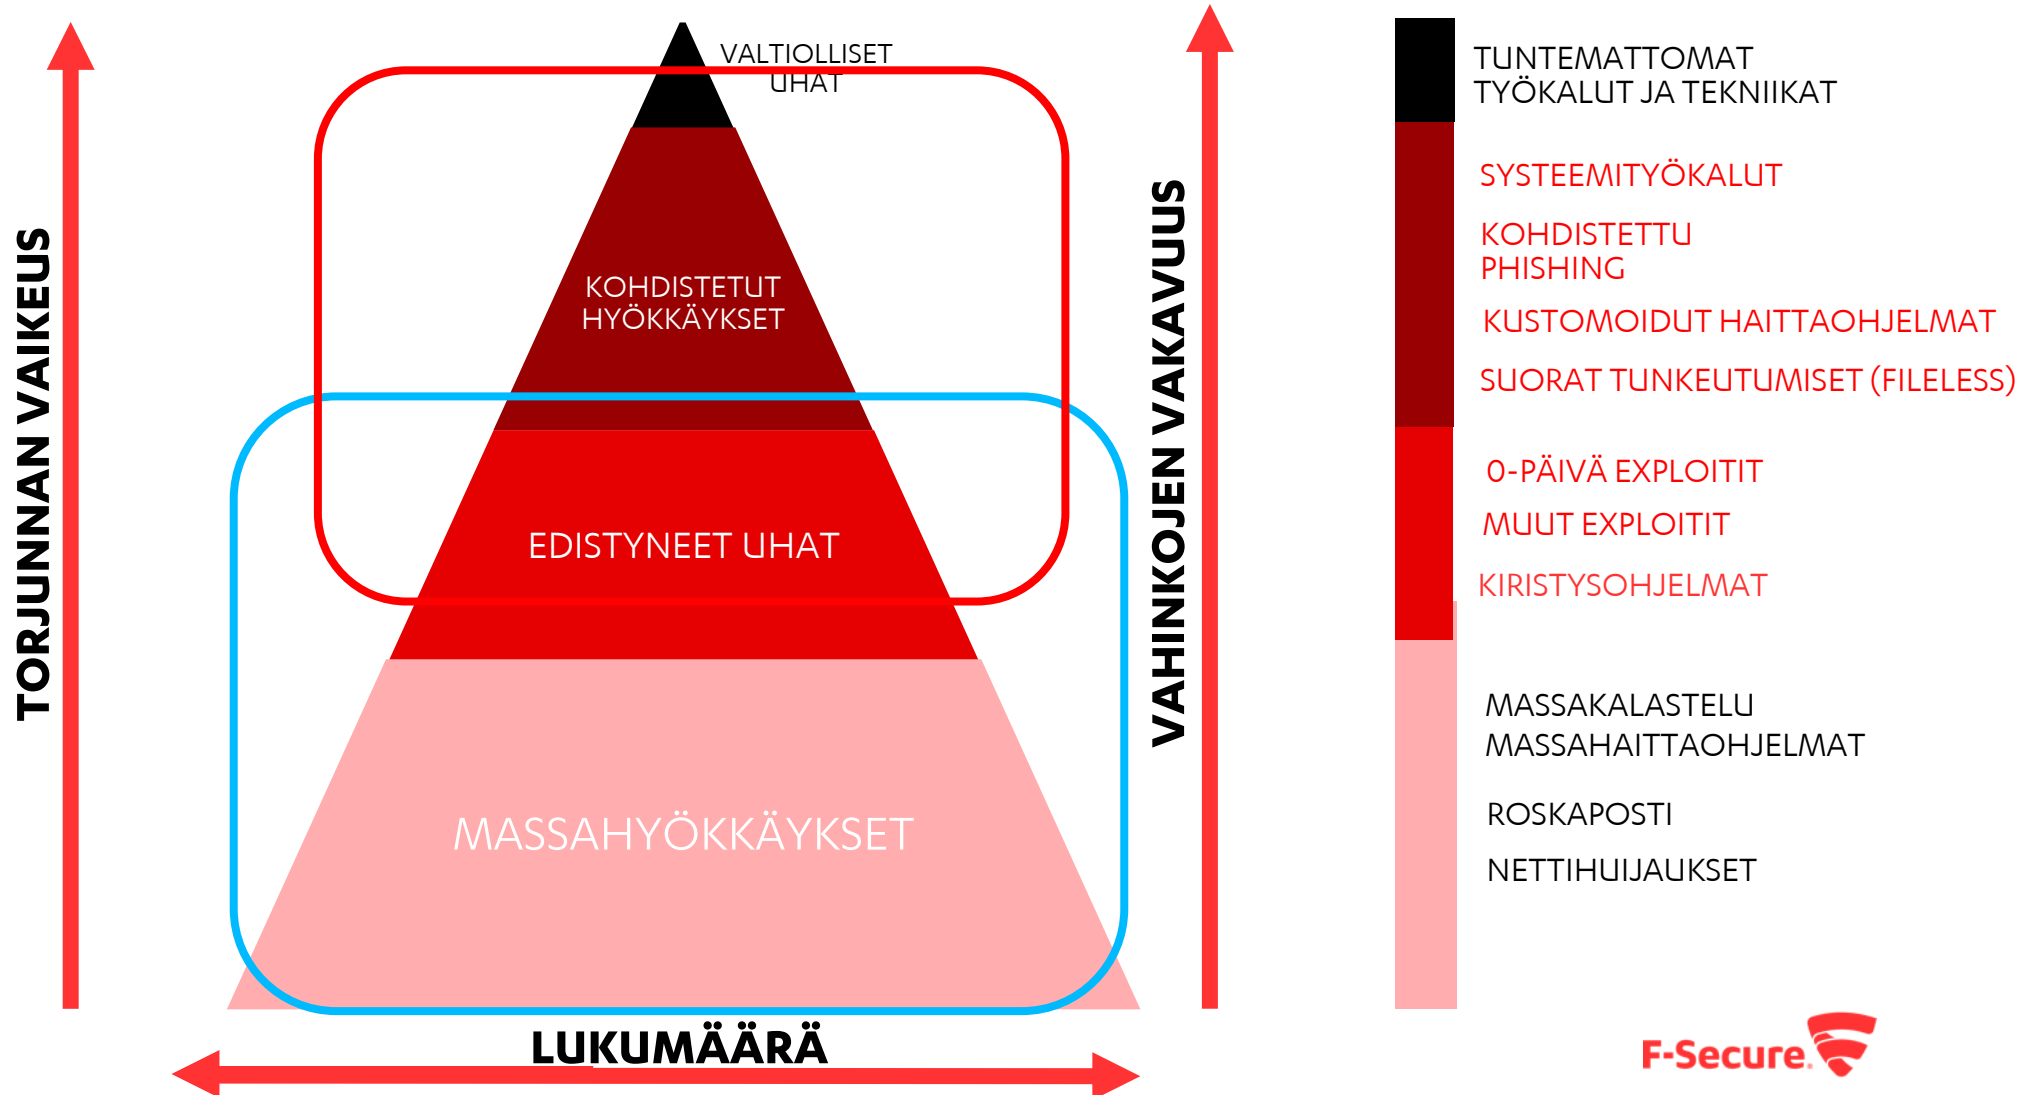 TORJUNNAN VAIKEUS
VALTIOLLISET
UHAT
KOHDISTETUT
HYÖKKÄYKSET
EDISTYNEET UHAT
MASSAHYÖKKÄYKSET
LUKUMÄÄRÄ
VAHINKOJEN VAKAVUUS
TUNTEMATTOMAT
TYÖKALUT JA TEKNIIKAT
SYSTEEMITYÖKALUT
KOHDISTETTU
PHISHING
KUSTOMOIDUT HAITTAOHJELMAT
SUORAT TUNKEUTUMISET (FILELESS)
0-PÄIVÄ EXPLOITIT
MUUT EXPLOITIT
KIRISTYSOHJELMAT
MASSAKALASTELU
MASSAHAITTAOHJELMAT
ROSKAPOSTI
NETTIHUIJAUKSET
F-Secure.